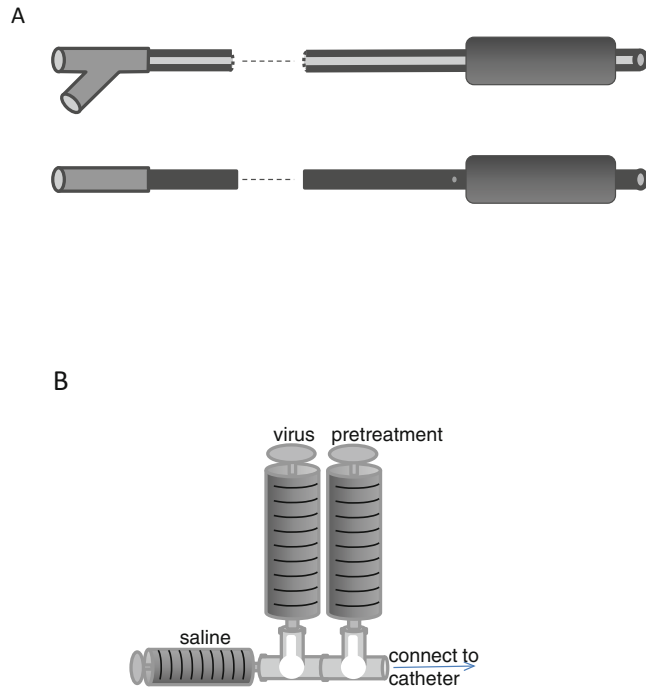 A
B
virus pretreatment
saline
connect to
catheter